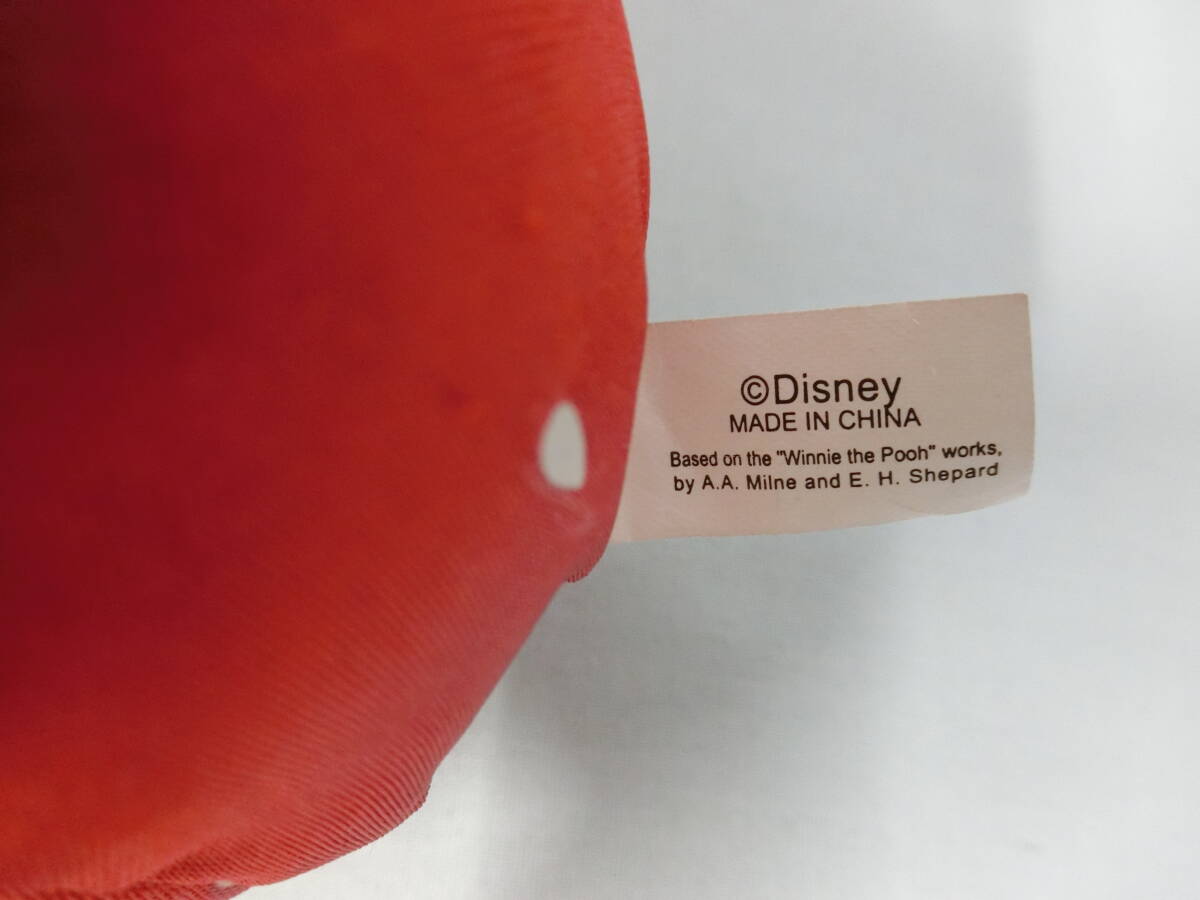 ©Disney
MADE IN CHINA
Based on the "Winnie the Pooh" works,
by A.A. Milne and E. H. Shepard